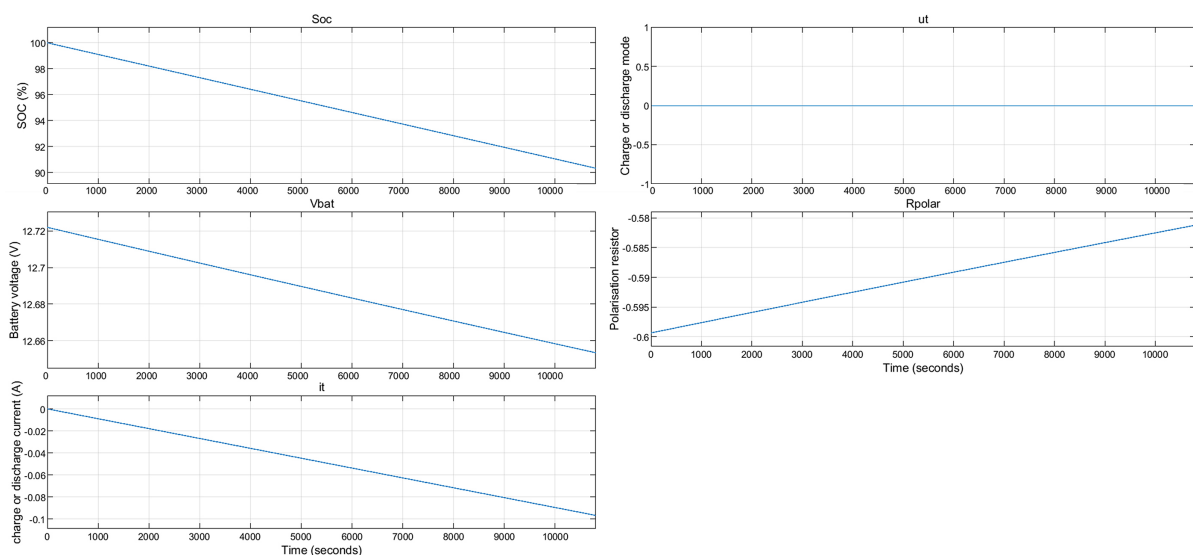 Soc
100
98
96
94
92
90
SOC (%)
0 1000 2000 3000 4000 5000 6000 7000 8000 9000 10000
Vbat
12.72
12.7
12.68
12.66
Battery voltage (V)
0 1000 2000 3000 4000 5000 6000 7000 8000 9000 10000
it
0
-0.02
-0.04
-0.06
-0.08
-0.1
charge or discharge current (A)
0 1000 2000 3000 4000 5000 6000 7000 8000 9000 10000
Time (seconds)
ut
1
0.5
0
-0.5
-1
Charge or discharge mode
0 1000 2000 3000 4000 5000 6000 7000 8000 9000 10000
Rpolar
-0.58
-0.585
-0.59
-0.595
-0.6
Polarisation resistor
0 1000 2000 3000 4000 5000 6000 7000 8000 9000 10000
Time (seconds)